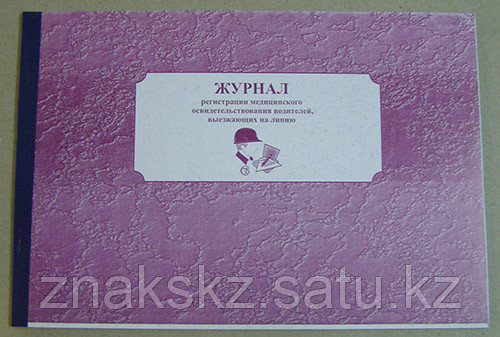 ЖУРНАЛ
регистрации медицинского
освидетельствования водителей,
выезжающих на линию
znakskz.satu.kz